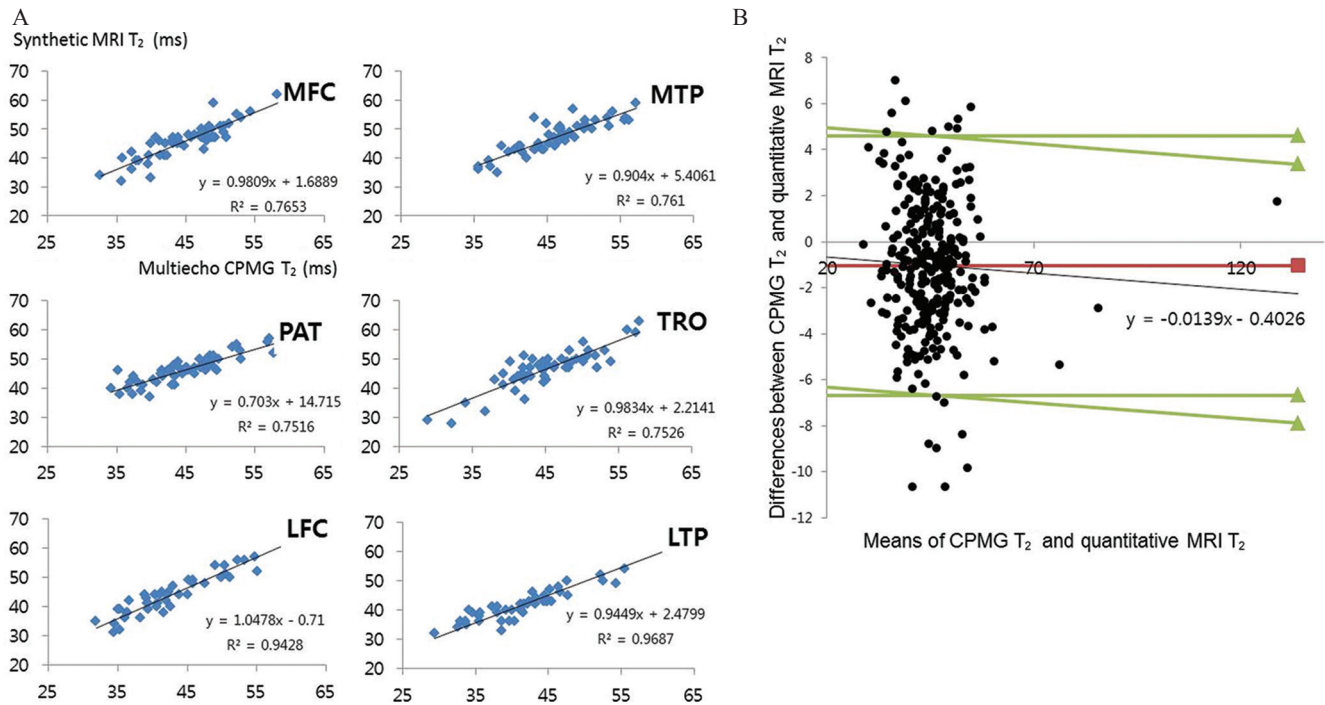 A
Synthetic MRI T₂ (ms)
70
60
50
40
30
20
25 35 45 55 65
MFC
y = 0.9809x + 1.6889
R² = 0.7653
70
60
50
40
30
20
25 35 45 55 65
MTP
y = 0.904x + 5.4061
R² = 0.761
Multiecho CPMG T₂ (ms)
70
60
50
40
30
20
25 35 45 55 65
PAT
y = 0.703x + 14.715
R² = 0.7516
70
60
50
40
30
20
25 35 45 55 65
TRO
y = 0.9834x + 2.2141
R² = 0.7526
70
60
50
40
30
20
25 35 45 55 65
LFC
y = 1.0478x - 0.71
R² = 0.9428
70
60
50
40
30
20
25 35 45 55 65
LTP
y = 0.9449x + 2.4799
R² = 0.9687
B
Differences between CPMG T₂ and quantitative MRI T₂
8
6
4
2
0
-2
-4
-6
-8
-10
-12
20 70 120
y = -0.0139x - 0.4026
Means of CPMG T₂ and quantitative MRI T₂